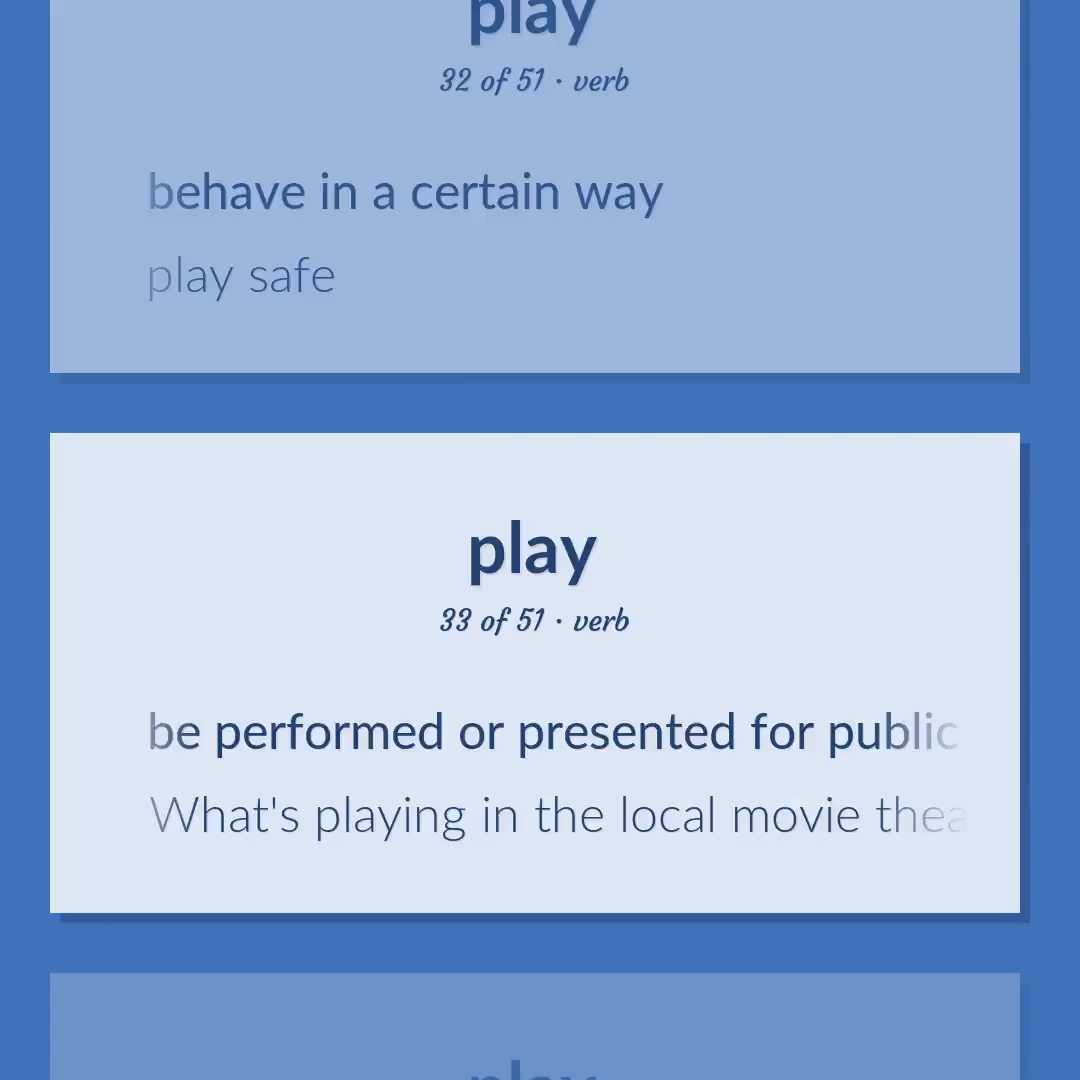 play
32 of 51 · verb
behave in a certain way
play safe
play
33 of 51 · verb
be performed or presented for public
What's playing in the local movie thea
play